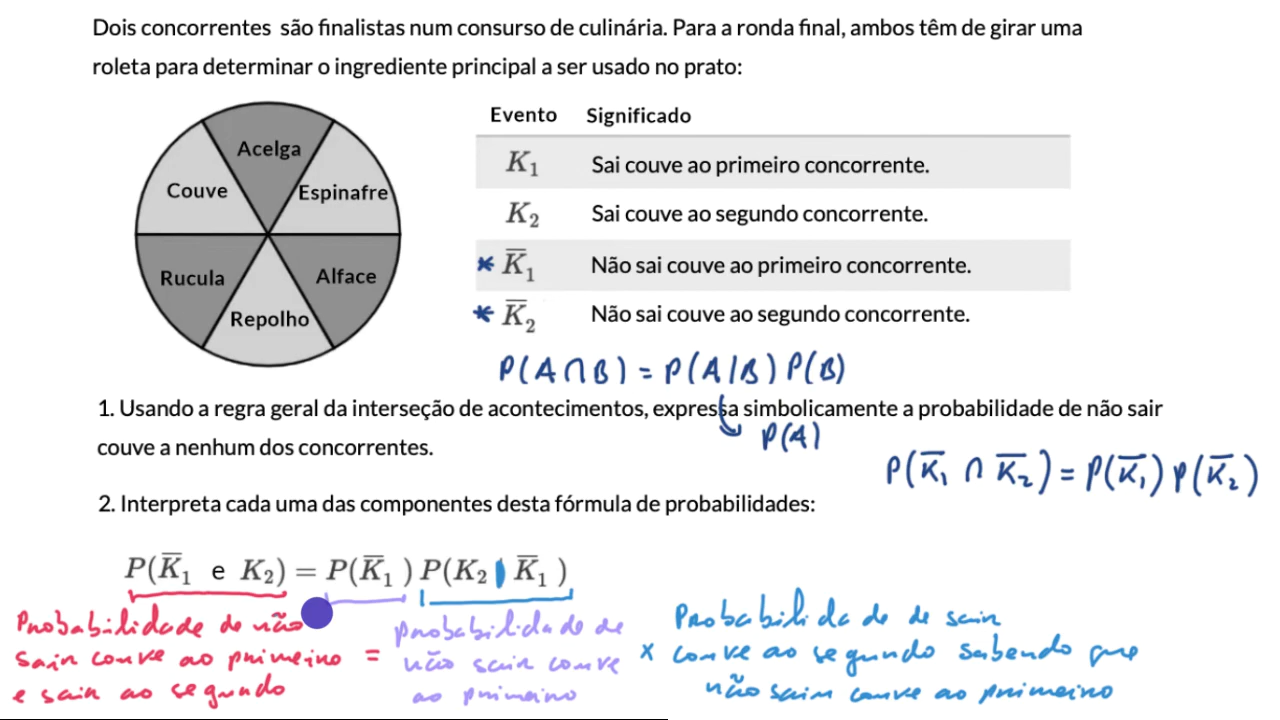 Dois concorrentes são finalistas num consurso de culinária. Para a ronda final, ambos têm de girar uma
roleta para determinar o ingrediente principal a ser usado no prato:
Acelga
Couve
Espinafre
Rucula
Alface
Repolho
Evento Significado
K₁ Sai couve ao primeiro concorrente.
K₂ Sai couve ao segundo concorrente.
* K̅₁ Não sai couve ao primeiro concorrente.
* K̅₂ Não sai couve ao segundo concorrente.
P(A∩B) = P(A|B) P(B)
1. Usando a regra geral da interseção de acontecimentos, expressa simbolicamente a probabilidade de não sair
P(A)
couve a nenhum dos concorrentes.
P(K̅₁ ∩ K̅₂) = P(K̅₁) P(K̅₂)
2. Interpreta cada uma das componentes desta fórmula de probabilidades:
P(K̅₁ e K₂) = P(K̅₁) P(K₂ | K̅₁)
Probabilidade de não
sair couve ao primeiro
e sair ao segundo
=
probabilidade de
não sair couve
ao primeiro
×
Probabilidade de sair
couve ao segundo sabendo que
não saim couve ao primeiro